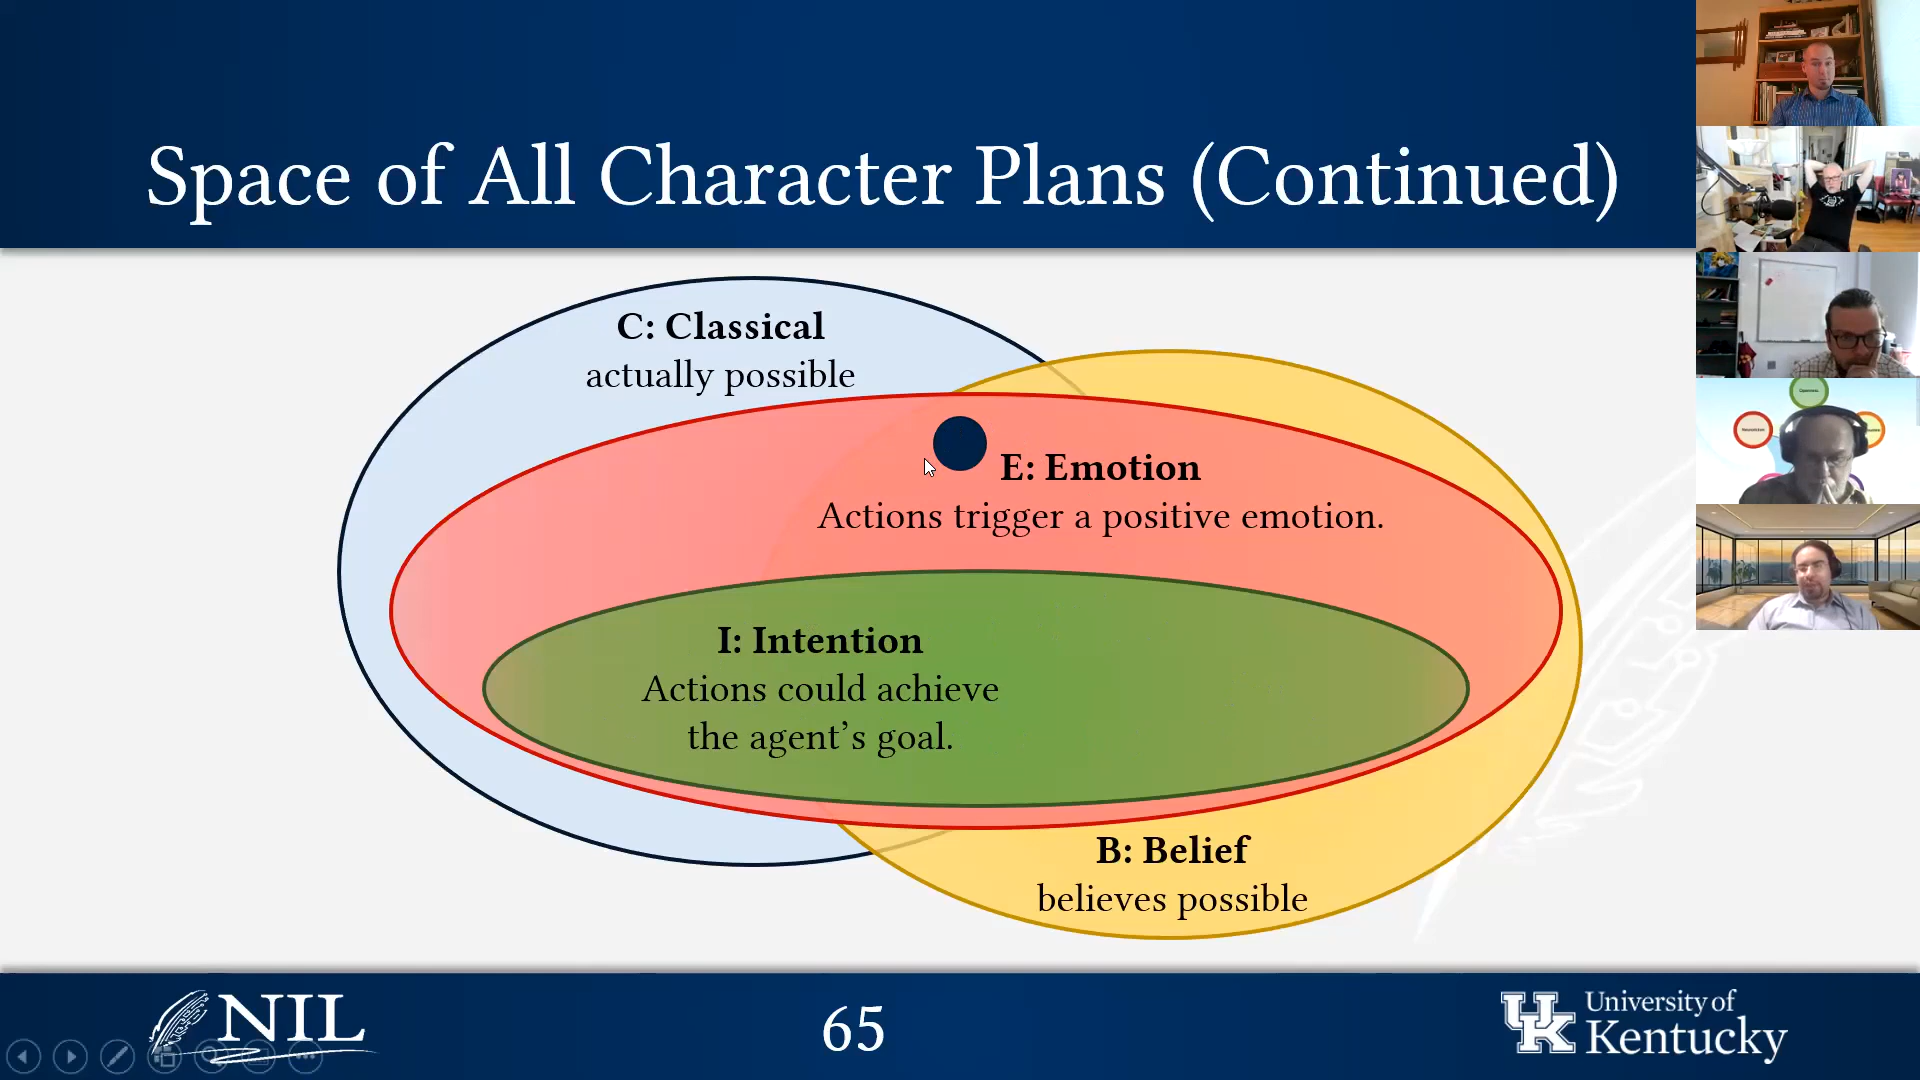 Space of All Character Plans (Continued)
C: Classical
actually possible
E: Emotion
Actions trigger a positive emotion.
I: Intention
Actions could achieve
the agent’s goal.
B: Belief
believes possible
NIL
65
UK
University of
Kentucky